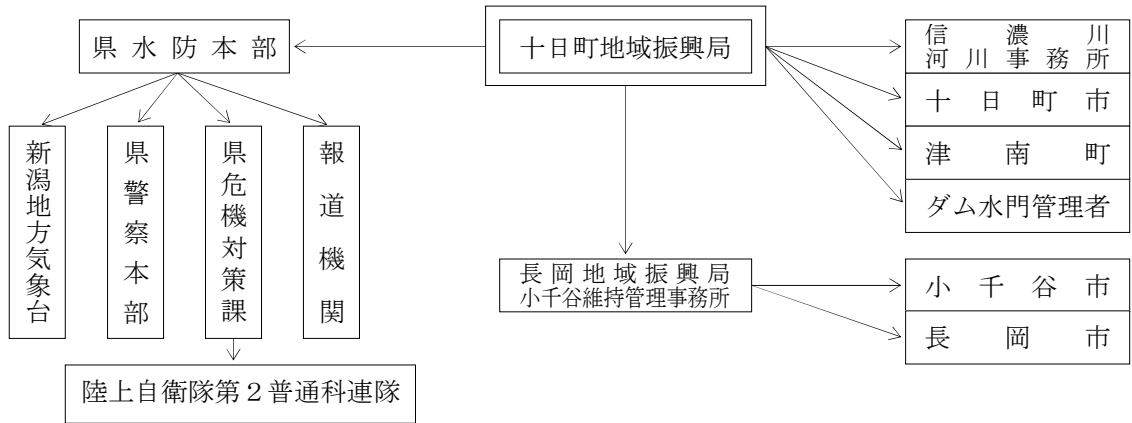 県水防本部
十日町地域振興局
信濃川
河川事務所
十日町市
津南町
ダム水門管理者
新潟地方気象台
県警察本部
県危機対策課
報道機関
長岡地域振興局
小千谷維持管理事務所
小千谷市
長岡市
陸上自衛隊第２普通科連隊